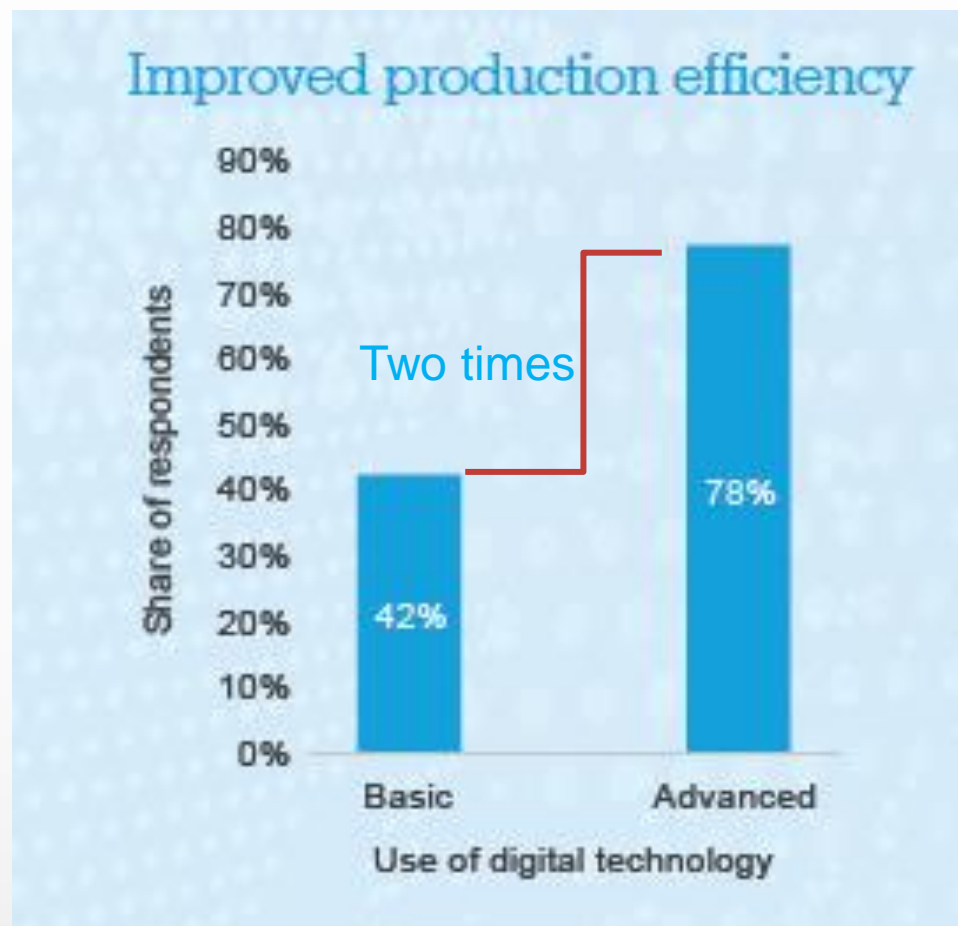 Improved production efficiency
90%
80%
70%
60%
50%
40%
30%
20%
10%
0%
Share of respondents
Two times
42%
78%
Basic
Advanced
Use of digital technology